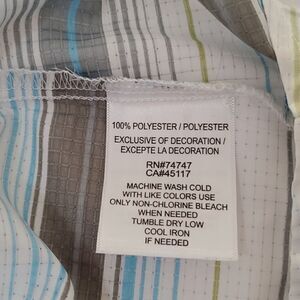 100% POLYESTER / POLYESTER
EXCLUSIVE OF DECORATION /
EXCEPTE LA DECORATION
RN#74747
CA#45117
MACHINE WASH COLD
WITH LIKE COLORS USE
ONLY NON-CHLORINE BLEACH
WHEN NEEDED
TUMBLE DRY LOW
COOL IRON
IF NEEDED